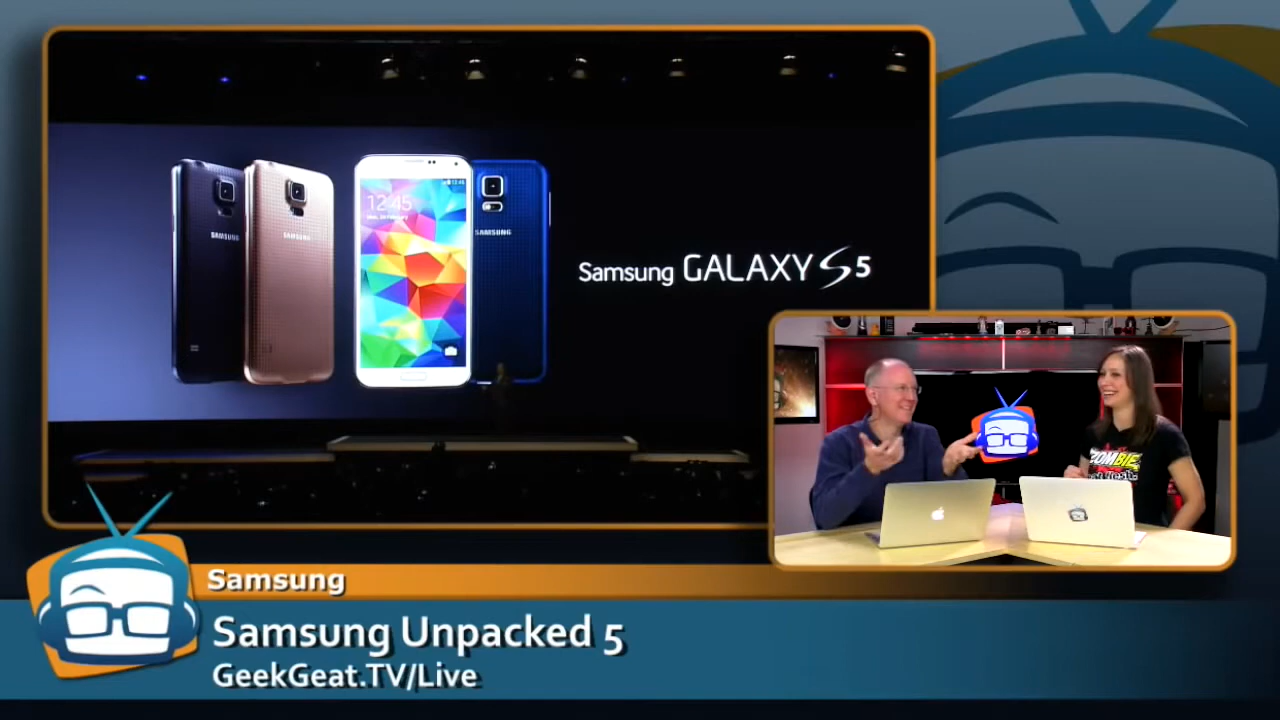 SAMSUNG
SAMSUNG
12:45
SAMSUNG
Samsung GALAXY S5
ZOMBIE
Samsung
Samsung Unpacked 5
GeekGeat.TV/Live